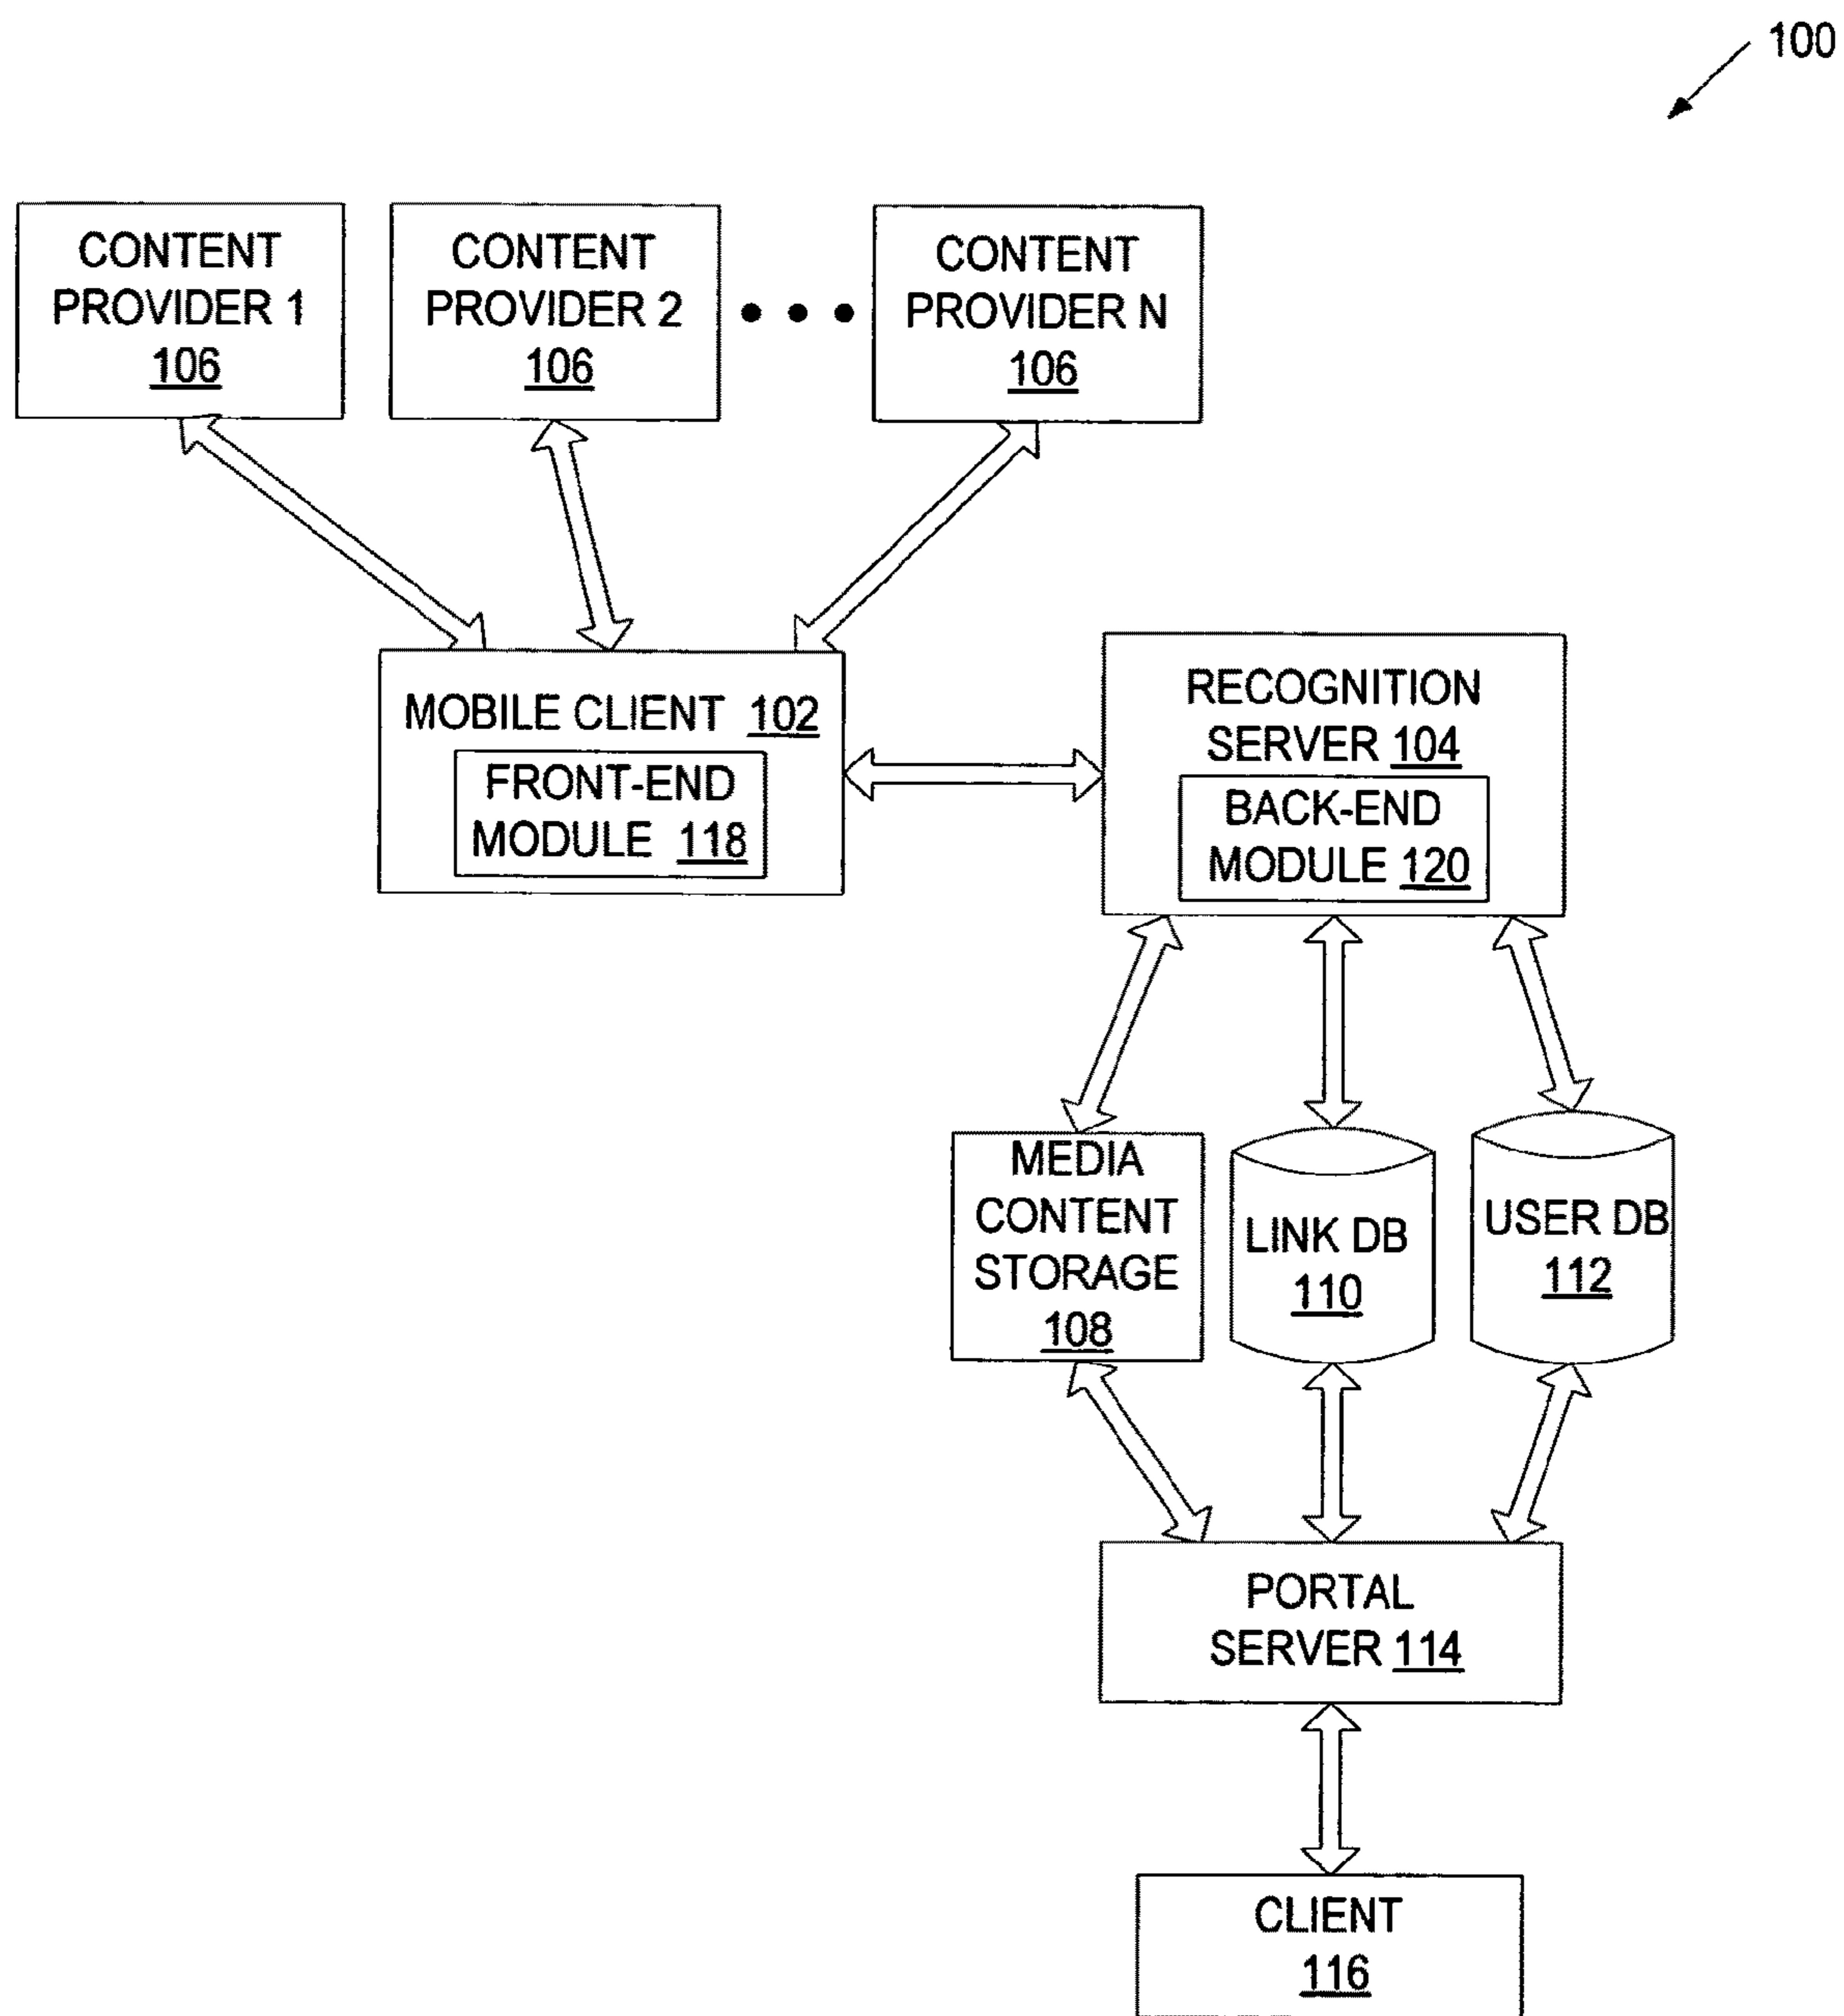 100
CONTENT
PROVIDER 1
106
CONTENT
PROVIDER 2
106
CONTENT
PROVIDER N
106
MOBILE CLIENT 102
FRONT-END
MODULE 118
RECOGNITION
SERVER 104
BACK-END
MODULE 120
MEDIA
CONTENT
STORAGE
108
LINK DB
110
USER DB
112
PORTAL
SERVER 114
CLIENT
116